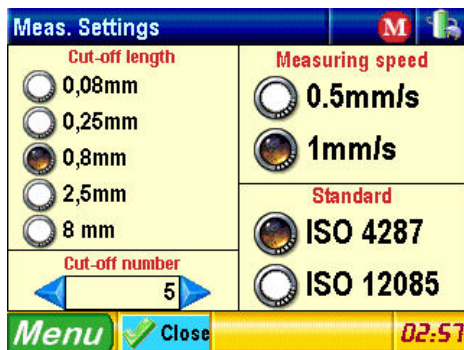 Meas. Settings
M
Cut-off length
0,08mm
0,25mm
0,8mm
2,5mm
8 mm
Cut-off number
5
Measuring speed
0.5mm/s
1mm/s
Standard
ISO 4287
ISO 12085
Menu
Close
02:57